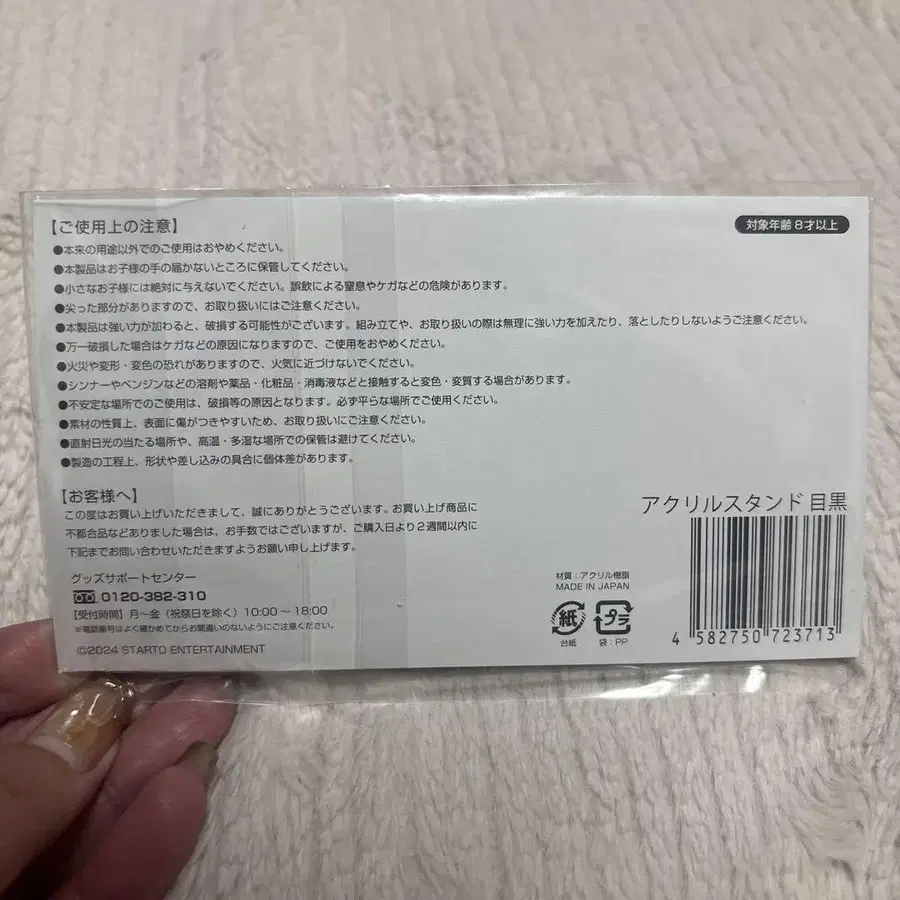 【ご使用上の注意】
対象年齢8才以上
●本来の用途以外でのご使用はおやめください。
●本製品はお子様の手の届かないところに保管してください。
●小さなお子様には絶対に与えないでください。誤飲による窒息やケガなどの危険があります。
●尖った部分がありますので、お取り扱いにはご注意ください。
●本製品は強い力が加わると、破損する可能性がございます。組み立てや、お取り扱いの際は無理に強い力を加えたり、落としたりしないようご注意ください。
●万一破損した場合はケガなどの原因になりますので、ご使用をおやめください。
●火災や変形・変色の恐れがありますので、火気に近づけないでください。
●シンナーやベンジンなどの溶剤や薬品・化粧品・消毒液などと接触すると変色・変質する場合があります。
●不安定な場所でのご使用は、破損等の原因となります。必ず平らな場所でご使用ください。
●素材の性質上、表面に傷がつきやすいため、お取り扱いにご注意ください。
●直射日光の当たる場所や、高温・多湿な場所での保管は避けてください。
●製造の工程上、形状や差し込みの具合に個体差があります。
【お客様へ】
この度はお買い上げいただきまして、誠にありがとうございます。お買い上げ商品に
不都合品などありました場合は、お手数ではございますが、ご購入日より2週間以内に
下記までお問い合わせいただきますようお願い申し上げます。
グッズサポートセンター
0120-382-310
【受付時間】月〜金(祝祭日を除く)10:00〜18:00
※電話番号はよく確かめてからお間違いのないようにご注意ください。
©2024 STARTO ENTERTAINMENT
アクリルスタンド 目黒
材質:アクリル樹脂
MADE IN JAPAN
紙 プラ
台紙 袋:PP
4 582750 723713